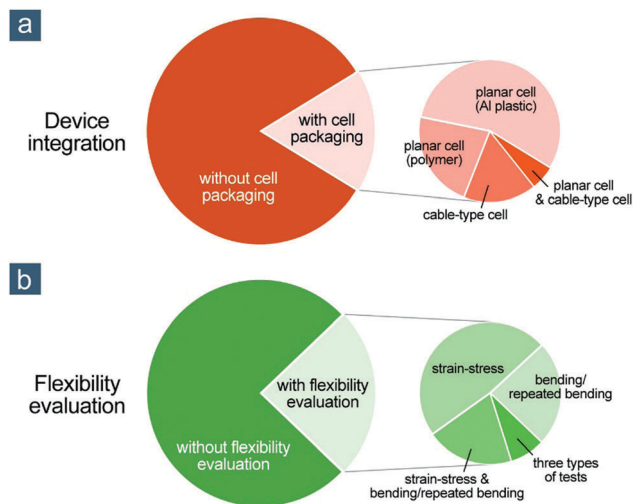 a
Device
integration
without cell
packaging
with cell
packaging
planar cell
(Al plastic)
planar cell
(polymer)
cable-type cell
planar cell
& cable-type cell
b
Flexibility
evaluation
without flexibility
evaluation
with flexibility
evaluation
strain-stress
bending/
repeated bending
three types
of tests
strain-stress &
bending/repeated bending